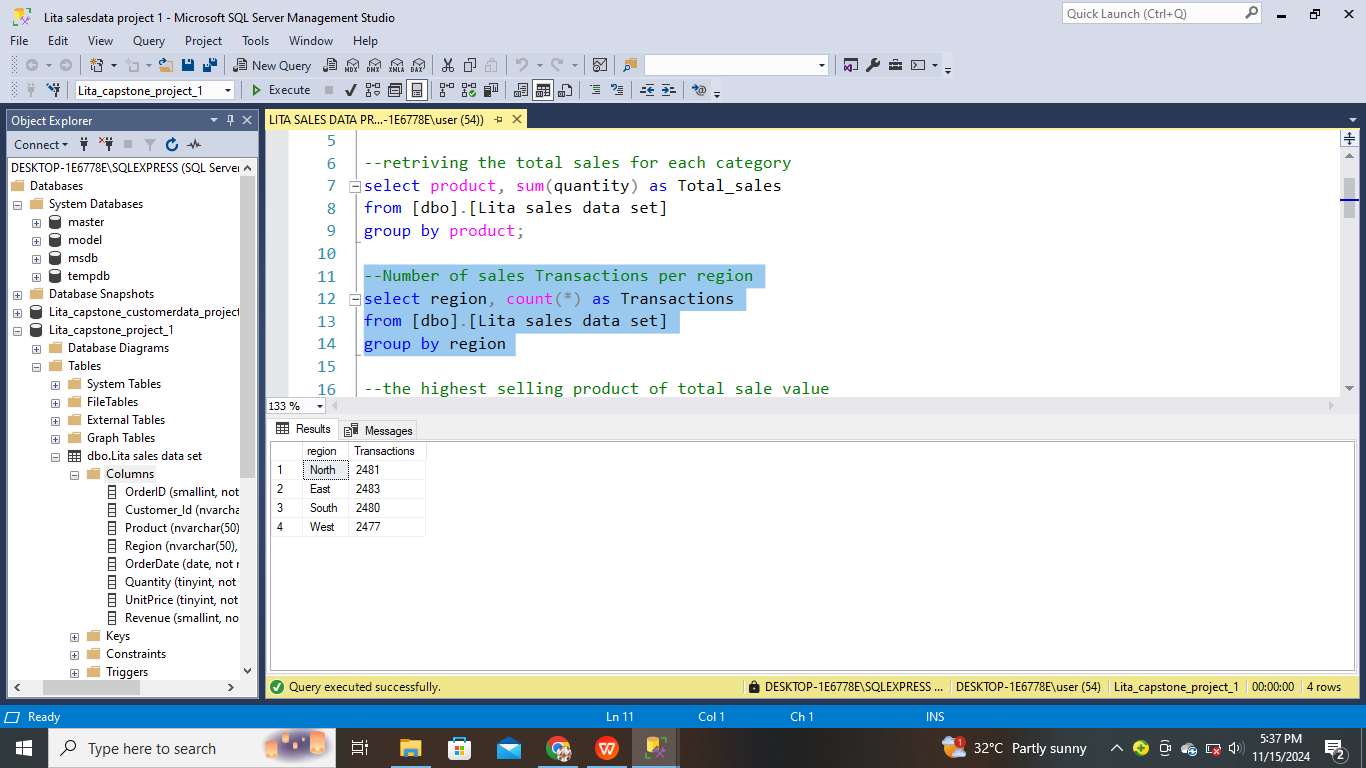 Lita salesdata project 1 - Microsoft SQL Server Management Studio
Quick Launch (Ctrl+Q)
File Edit View Query Project Tools Window Help
New Query MDX DMX XMLA DAX
Lita_capstone_project_1 Execute
Object Explorer
Connect
DESKTOP-1E6778E\SQLEXPRESS (SQL Server
Databases
System Databases
master
model
msdb
tempdb
Database Snapshots
Lita_capstone_customerdata_project
Lita_capstone_project_1
Database Diagrams
Tables
System Tables
FileTables
External Tables
Graph Tables
dbo.Lita sales data set
Columns
OrderID (smallint, not
Customer_Id (nvarcha
Product (nvarchar(50)
Region (nvarchar(50),
OrderDate (date, not n
Quantity (tinyint, not
UnitPrice (tinyint, not
Revenue (smallint, no
Keys
Constraints
Triggers
LITA SALES DATA PR...-1E6778E\user (54))
5
6 --retriving the total sales for each category
7 select product, sum(quantity) as Total_sales
8 from [dbo].[Lita sales data set]
9 group by product;
10
11 --Number of sales Transactions per region
12 select region, count(*) as Transactions
13 from [dbo].[Lita sales data set]
14 group by region
15
16 --the highest selling product of total sale value
133 %
Results Messages
region Transactions
1 North 2481
2 East 2483
3 South 2480
4 West 2477
Query executed successfully. DESKTOP-1E6778E\SQLEXPRESS ... DESKTOP-1E6778E\user (54) Lita_capstone_project_1 00:00:00 4 rows
Ready Ln 11 Col 1 Ch 1 INS
Type here to search
1 32°C Partly sunny
5:37 PM
11/15/2024
2